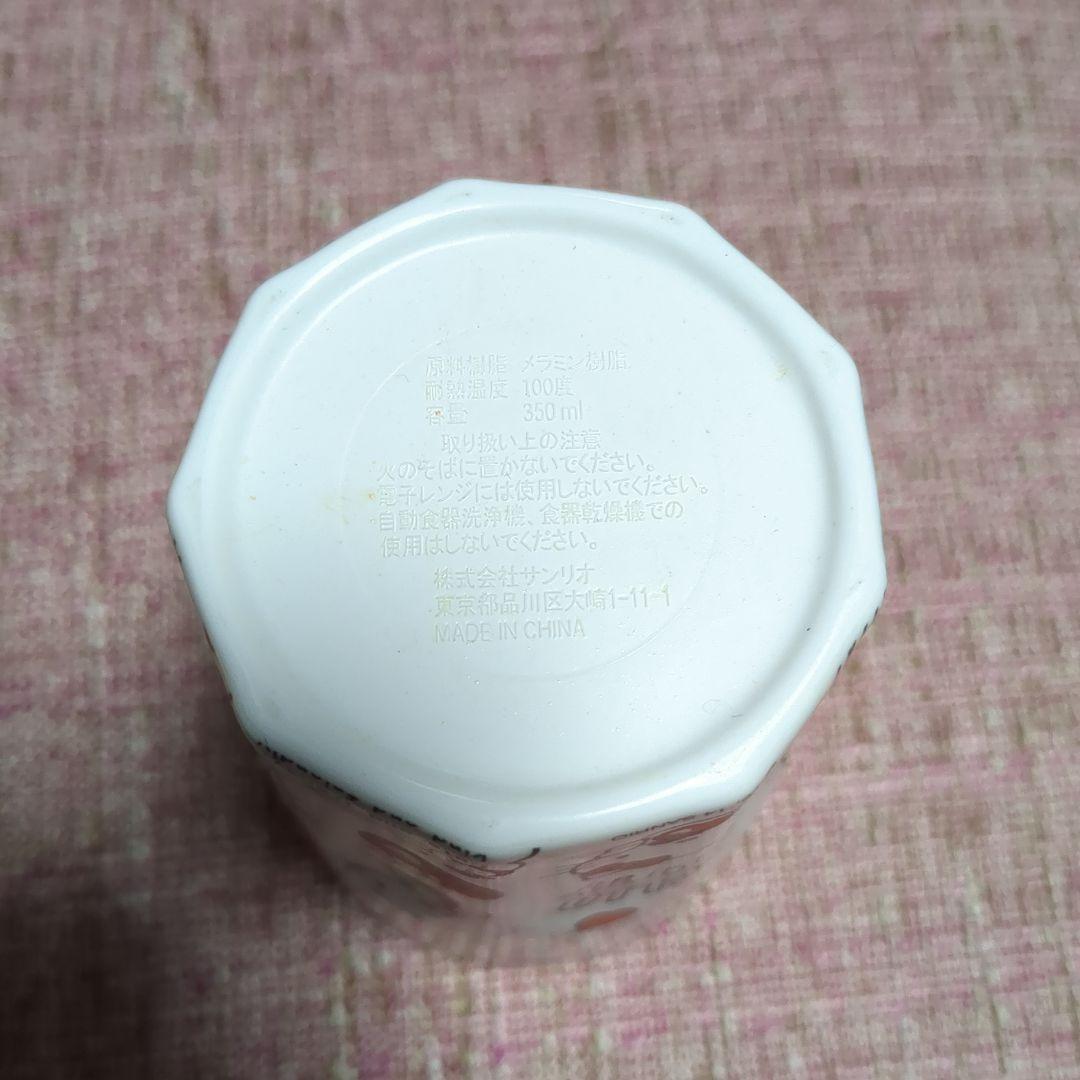 原料樹脂 メラミン樹脂
耐熱温度 100度
容量 350ml
取り扱い上の注意
火のそばに置かないでください。
電子レンジには使用しないでください。
自動食器洗浄機、食器乾燥機での
使用はしないでください。
株式会社サンリオ
東京都品川区大崎1-11-1
MADE IN CHINA